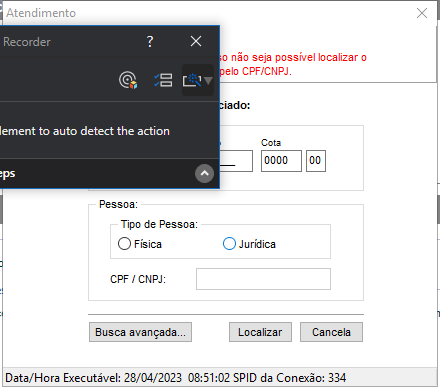 Atendimento
Recorder
?
so não seja possível localizar o
pelo CPF/CNPJ.
ciado:
lement to auto detect the action
Cota
0000
00
eps
Pessoa:
Tipo de Pessoa:
Física
Jurídica
CPF / CNPJ:
Busca avançada...
Localizar
Cancela
Data/Hora Executável: 28/04/2023 08:51:02 SPID da Conexão: 334